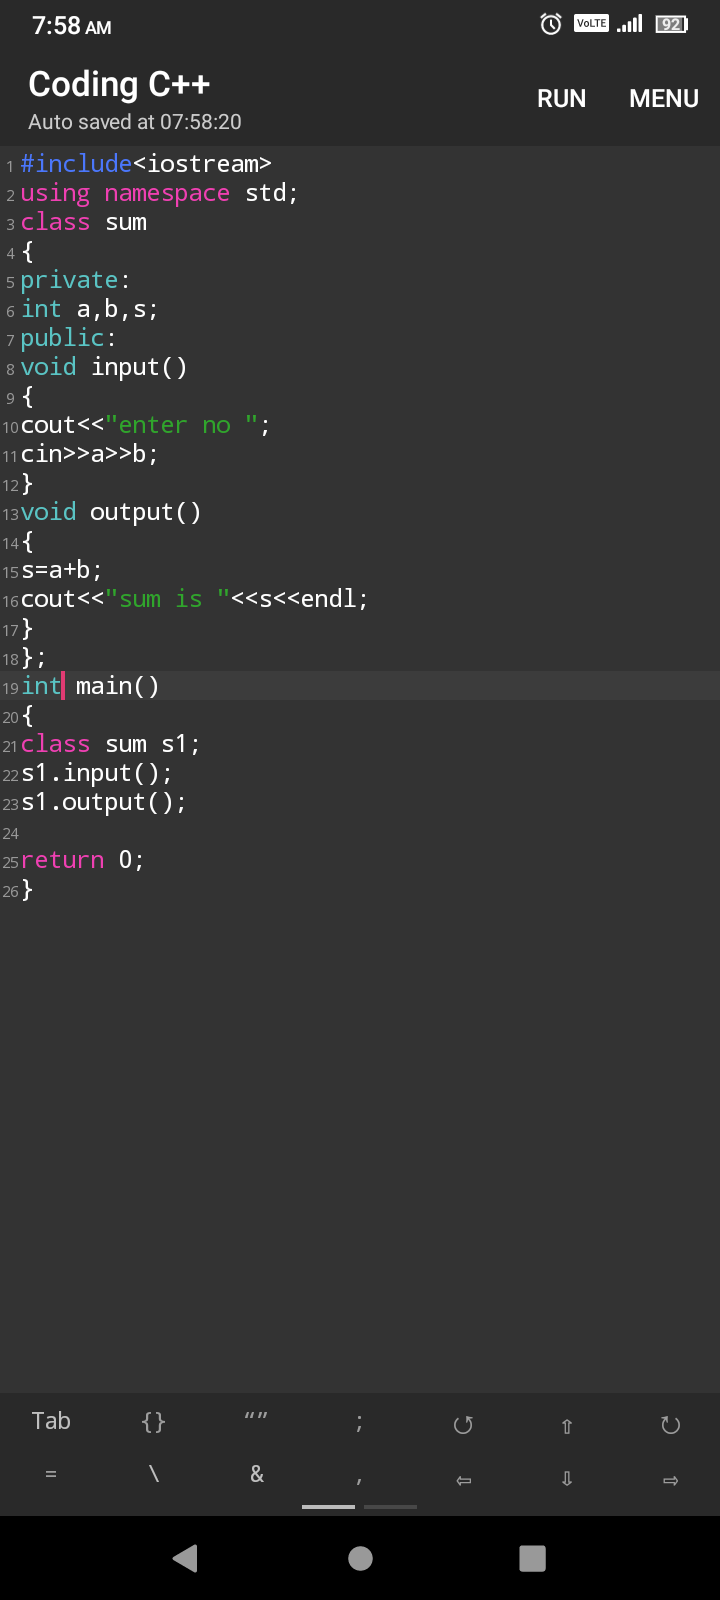 7:58 AM
VoLTE
92
Coding C++
RUN
MENU
Auto saved at 07:58:20
1 #include<iostream>
2 using namespace std;
3 class sum
4 {
5 private:
6 int a,b,s;
7 public:
8 void input()
9 {
10 cout<<"enter no ";
11 cin>>a>>b;
12 }
13 void output()
14 {
15 s=a+b;
16 cout<<"sum is "<<s<<endl;
17 }
18 };
19 int main()
20 {
21 class sum s1;
22 s1.input();
23 s1.output();
24
25 return 0;
26 }
Tab {} “” ; ↺ ⇧ ↻
= \ & , ⇦ ⇩ ⇨